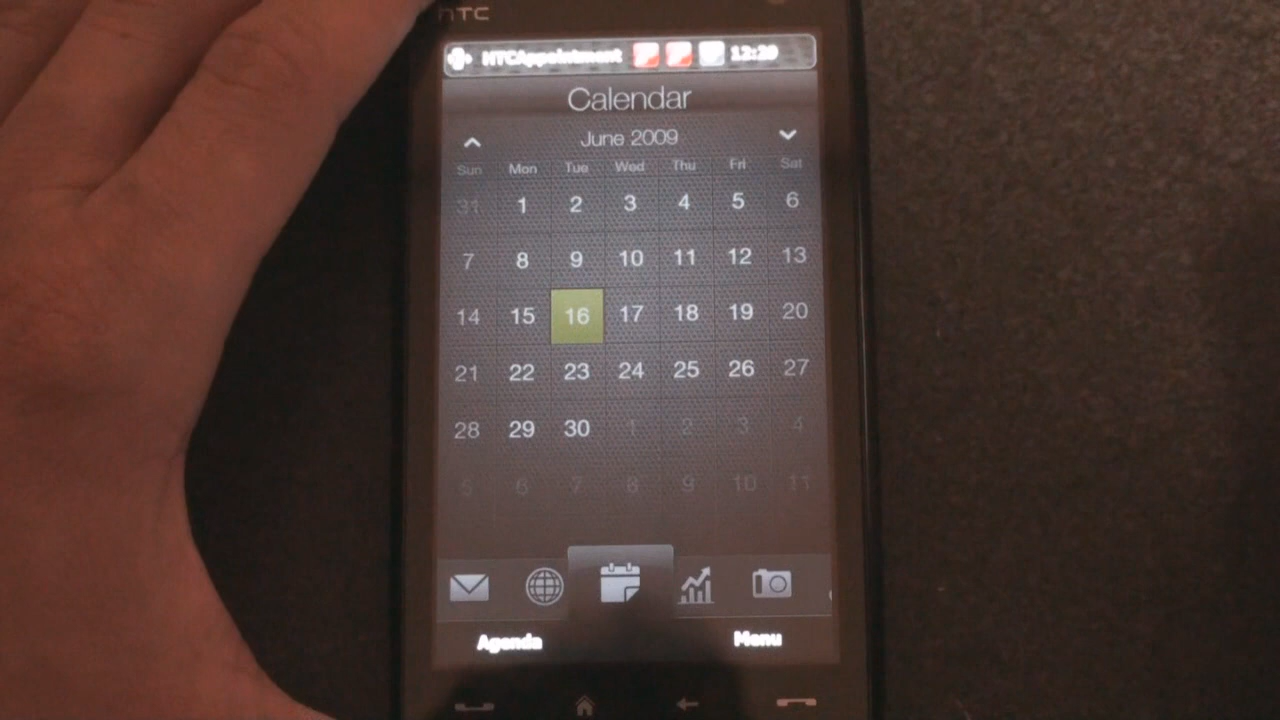 hTC
HTCAppointment 12:29
Calendar
June 2009
Sun Mon Tue Wed Thu Fri Sat
31 1 2 3 4 5 6
7 8 9 10 11 12 13
14 15 16 17 18 19 20
21 22 23 24 25 26 27
28 29 30 1 2 3 4
5 6 7 8 9 10 11
Agenda Menu